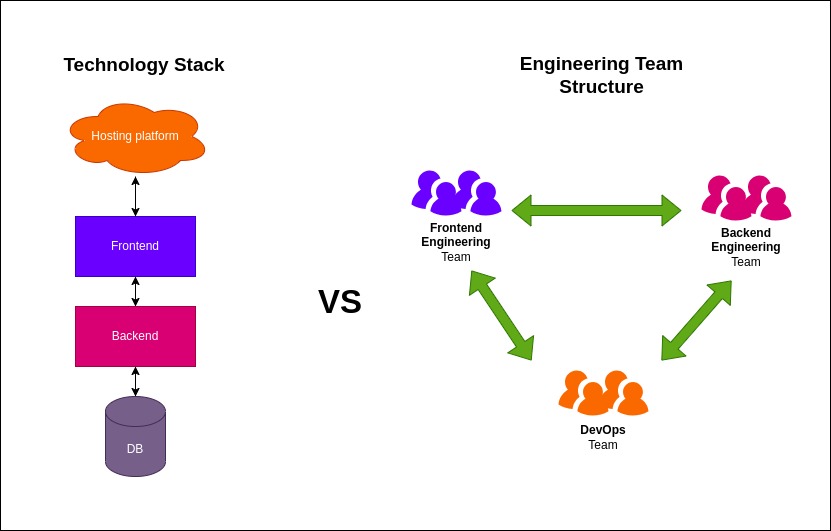 Technology Stack
Hosting platform
Frontend
Backend
DB
VS
Engineering Team
Structure
Frontend
Engineering
Team
Backend
Engineering
Team
DevOps
Team